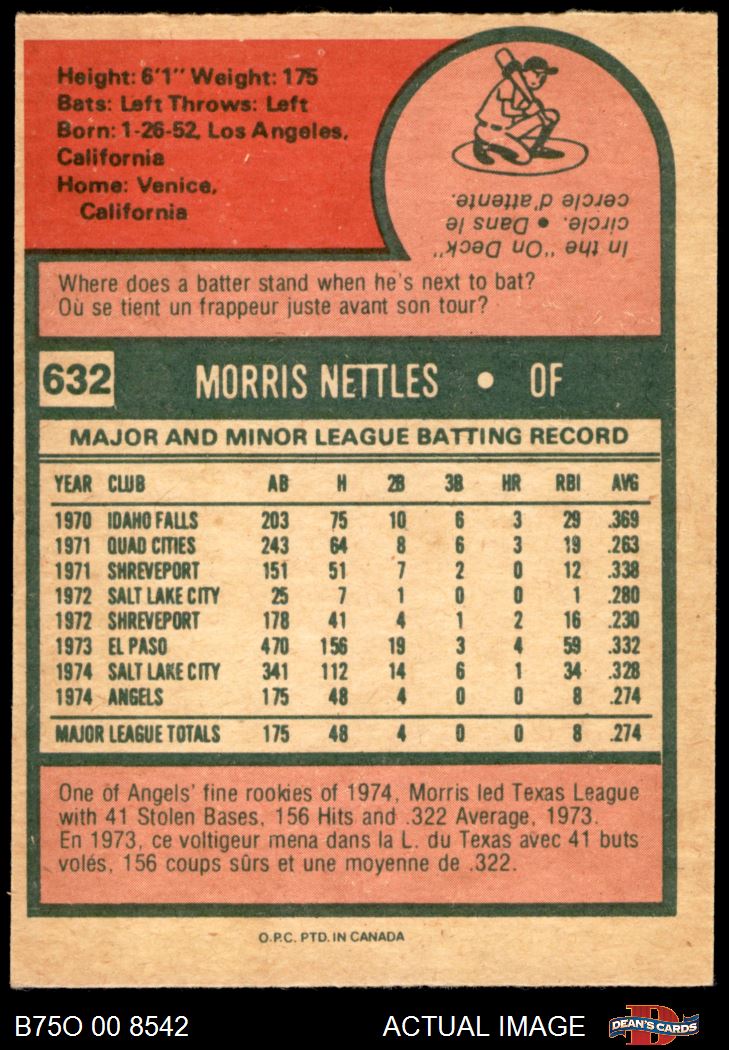 Height: 6'1" Weight: 175
Bats: Left Throws: Left
Born: 1-26-52, Los Angeles,
California
Home: Venice,
California
In the "On Deck"
circle. • Dans le
cercle d'attente.
Where does a batter stand when he's next to bat?
Où se tient un frappeur juste avant son tour?
632 MORRIS NETTLES • OF
MAJOR AND MINOR LEAGUE BATTING RECORD
YEAR CLUB AB H 2B 3B HR RBI AVG
1970 IDAHO FALLS 203 75 10 6 3 29 .369
1971 QUAD CITIES 243 64 8 6 3 19 .263
1971 SHREVEPORT 151 51 7 2 0 12 .338
1972 SALT LAKE CITY 25 7 1 0 0 1 .280
1972 SHREVEPORT 178 41 4 1 2 16 .230
1973 EL PASO 470 156 19 3 4 59 .332
1974 SALT LAKE CITY 341 112 14 6 1 34 .328
1974 ANGELS 175 48 4 0 0 8 .274
MAJOR LEAGUE TOTALS 175 48 4 0 0 8 .274
One of Angels' fine rookies of 1974, Morris led Texas League
with 41 Stolen Bases, 156 Hits and .322 Average, 1973.
En 1973, ce voltigeur mena dans la L. du Texas avec 41 buts
volés, 156 coups sûrs et une moyenne de .322.
O.P.C. PTD. IN CANADA
B75O 00 8542 ACTUAL IMAGE D DEAN'S CARDS